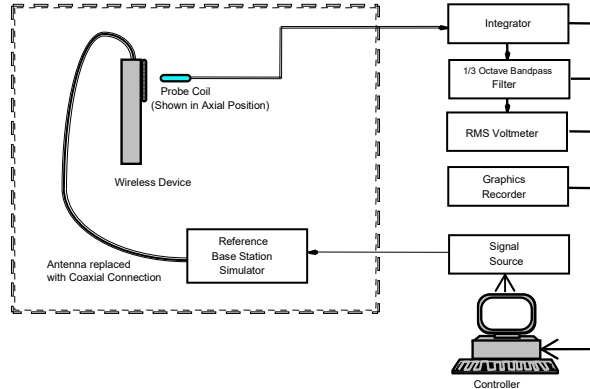 Integrator
1/3 Octave Bandpass
Filter
RMS Voltmeter
Graphics
Recorder
Probe Coil
(Shown in Axial Position)
Wireless Device
Reference
Base Station
Simulator
Signal
Source
Antenna replaced
with Coaxial Connection
Controller